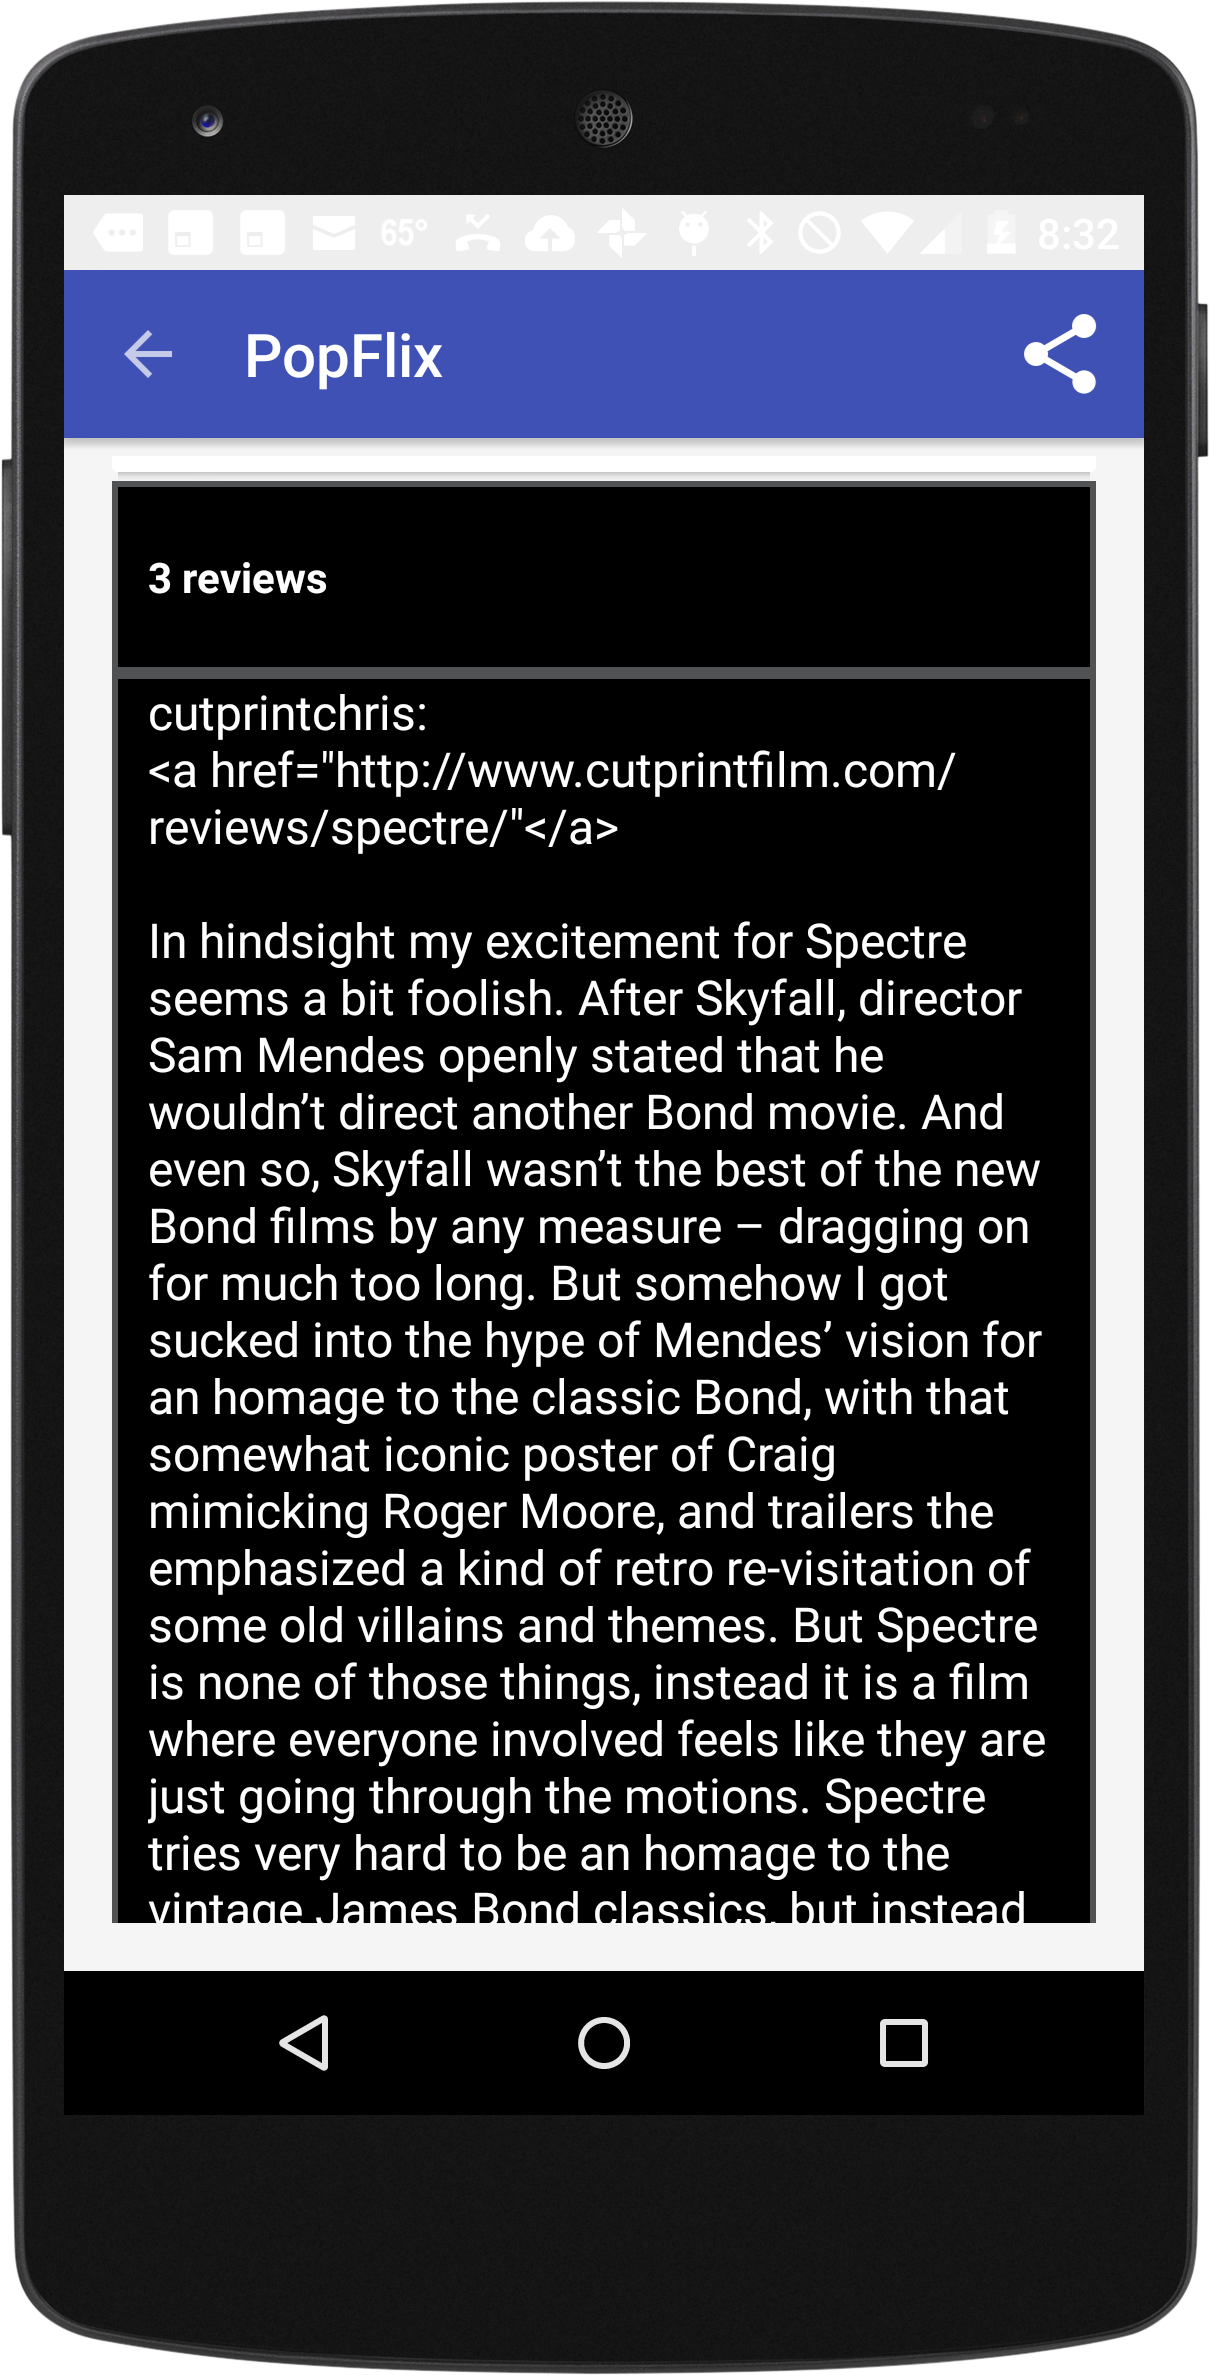 65° 8:32
PopFlix
3 reviews
cutprintchris:
<a href="http://www.cutprintfilm.com/
reviews/spectre/"</a>
In hindsight my excitement for Spectre
seems a bit foolish. After Skyfall, director
Sam Mendes openly stated that he
wouldn’t direct another Bond movie. And
even so, Skyfall wasn’t the best of the new
Bond films by any measure – dragging on
for much too long. But somehow I got
sucked into the hype of Mendes’ vision for
an homage to the classic Bond, with that
somewhat iconic poster of Craig
mimicking Roger Moore, and trailers the
emphasized a kind of retro re-visitation of
some old villains and themes. But Spectre
is none of those things, instead it is a film
where everyone involved feels like they are
just going through the motions. Spectre
tries very hard to be an homage to the
vintage James Bond classics, but instead